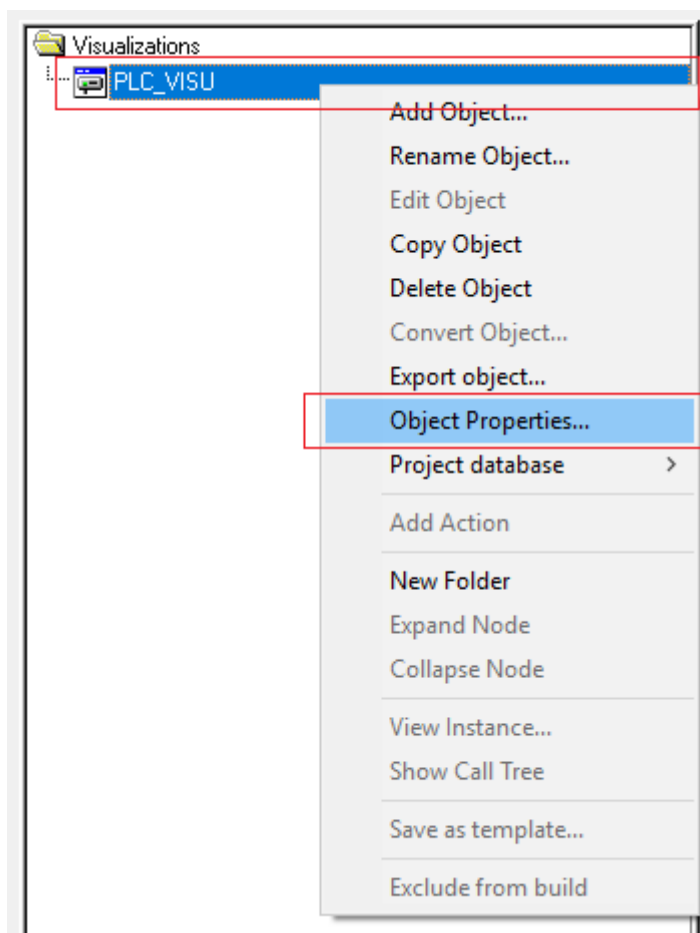 Visualizations
PLC_VISU
Add Object...
Rename Object...
Edit Object
Copy Object
Delete Object
Convert Object...
Export object...
Object Properties...
Project database
Add Action
New Folder
Expand Node
Collapse Node
View Instance...
Show Call Tree
Save as template...
Exclude from build